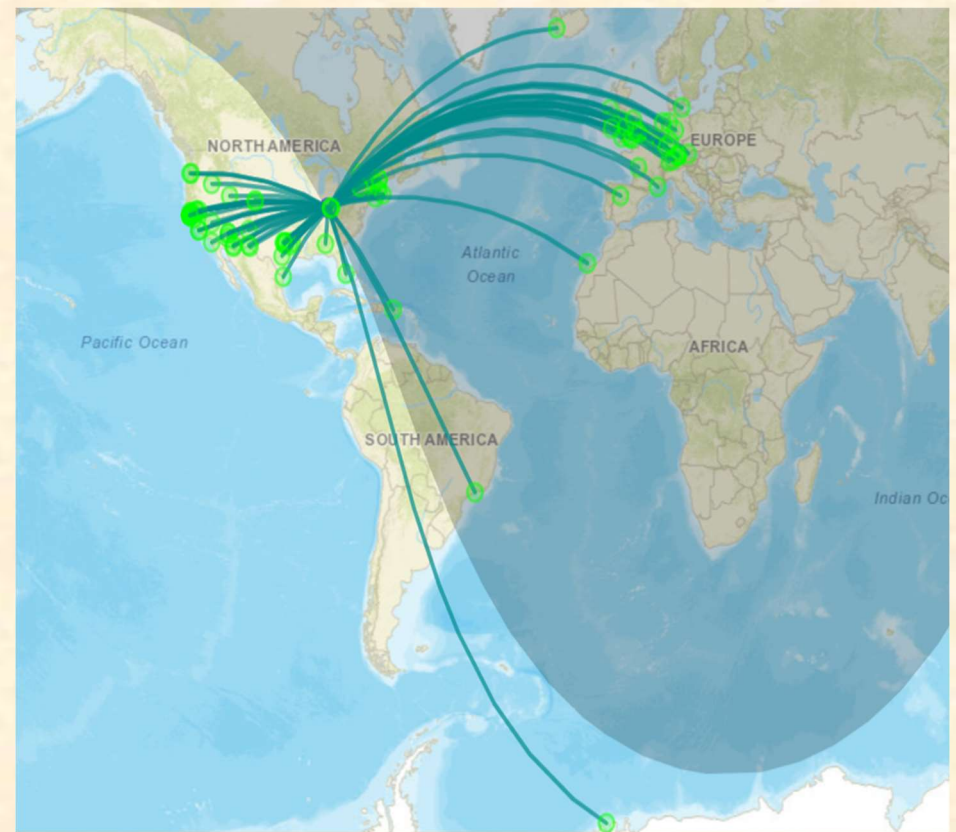 NORTH AMERICA
EUROPE
Atlantic
Ocean
Pacific Ocean
AFRICA
SOUTH AMERICA
Indian Oc